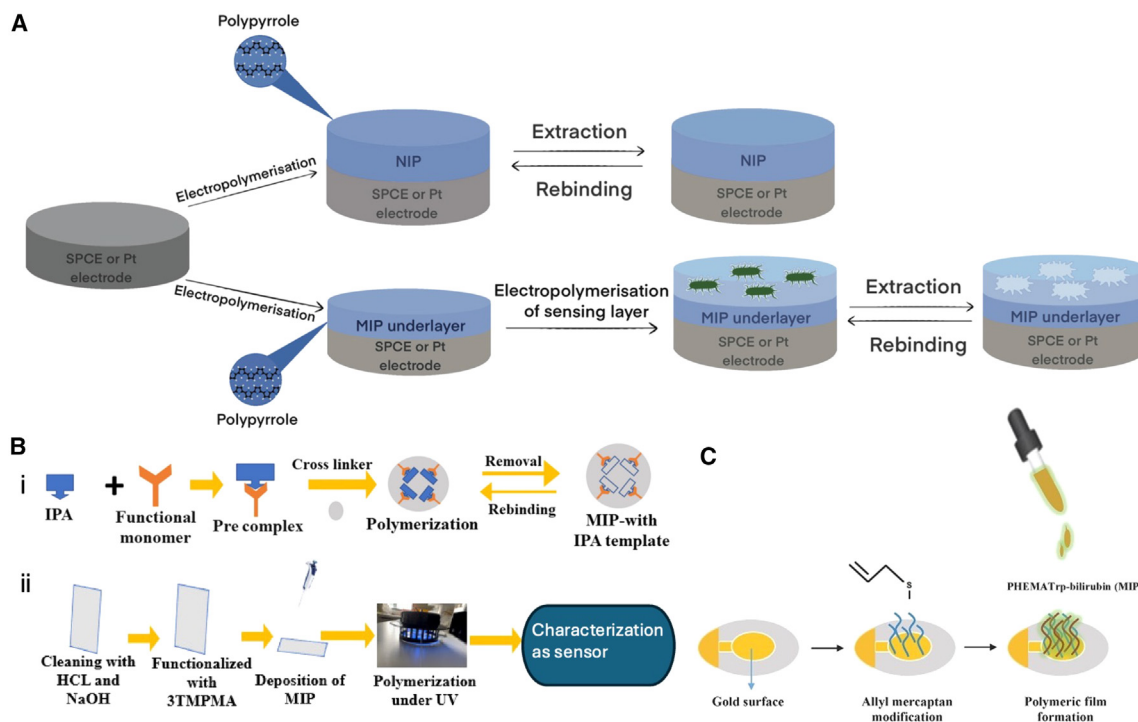 A
Polypyrrole
Electropolymerisation
NIP
SPCE or Pt
electrode
Extraction
Rebinding
NIP
SPCE or Pt
electrode
SPCE or Pt
electrode
Electropolymerisation
MIP underlayer
SPCE or Pt
electrode
Polypyrrole
Electropolymerisation
of sensing layer
MIP underlayer
SPCE or Pt
electrode
Extraction
Rebinding
MIP underlayer
SPCE or Pt
electrode
B
i
IPA
+
Functional
monomer
Pre complex
Cross linker
Polymerization
Removal
Rebinding
MIP-with
IPA template
ii
Cleaning with
HCL and
NaOH
Functionalized
with 3TMPMA
Deposition of
MIP
Polymerization
under UV
Characterization
as sensor
C
Gold surface
S
Allyl mercaptan
modification
PHEMATrp-bilirubin (MIP
Polymeric film
formation